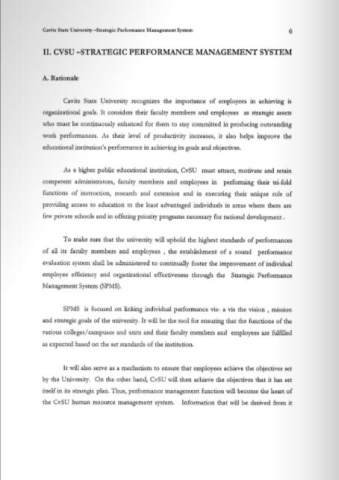 Cavite State University –Strategic Performance Management System 6
II. CVSU –STRATEGIC PERFORMANCE MANAGEMENT SYSTEM
A. Rationale
Cavite State University recognizes the importance of employees in achieving is
organizational goals. It considers their faculty members and employees as strategic assets
who must be continuously enhanced for them to stay committed in producing outstanding
work performances. As their level of productivity increases, it also helps improve the
educational institution's performance in achieving its goals and objectives.
As a higher public educational institution, CvSU must attract, motivate and retain
competent administrators, faculty members and employees in performing their tri-fold
functions of instruction, research and extension and in executing their unique role of
providing access to education to the least advantaged individuals in areas where there are
few private schools and in offering priority programs necessary for national development .
To make sure that the university will uphold the highest standards of performances
of all its faculty members and employees , the establishment of a sound performance
evaluation system shall be administered to continually foster the improvement of individual
employee efficiency and organizational effectiveness through the Strategic Performance
Management System (SPMS).
SPMS is focused on linking individual performance vis- a vis the vision , mission
and strategic goals of the university. It will be the tool for ensuring that the functions of the
various colleges/campuses and units and their faculty members and employees are fulfilled
as expected based on the set standards of the institution.
It will also serve as a mechanism to ensure that employees achieve the objectives set
by the University. On the other hand, CvSU will then achieve the objectives that it has set
itself in its strategic plan. Thus, performance management function will become the heart of
the CvSU human resource management system. Information that will be derived from it